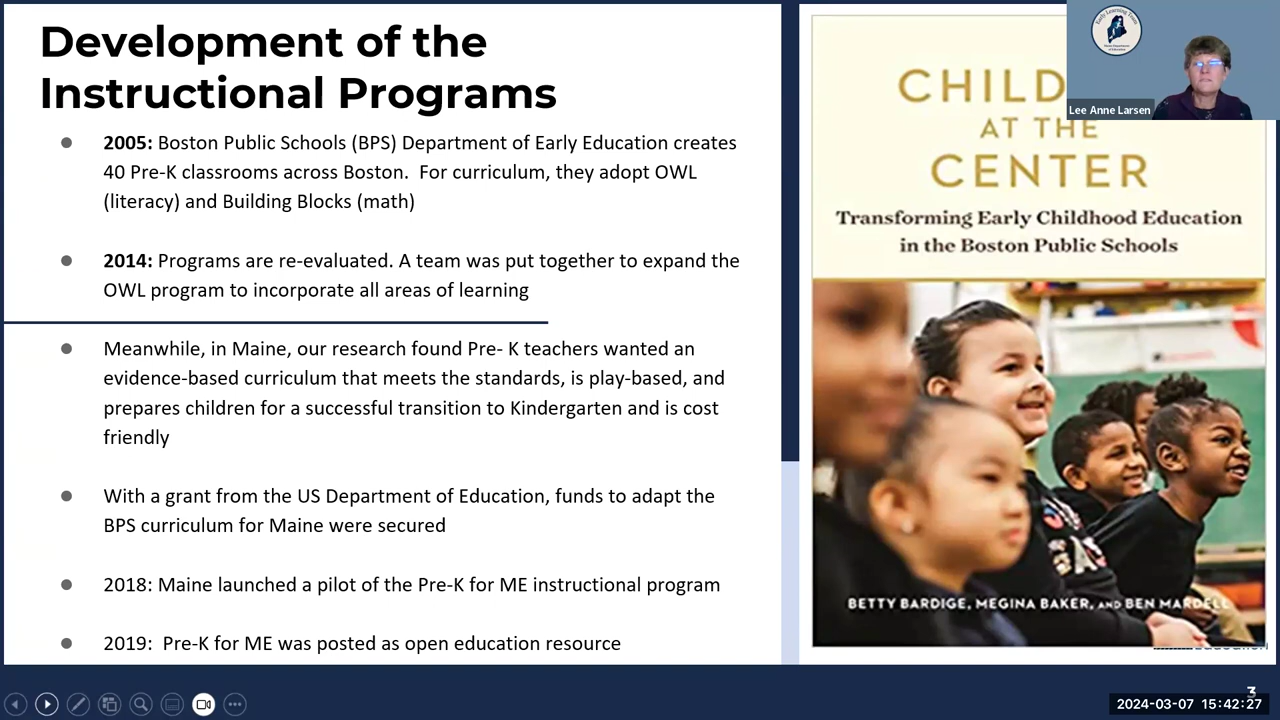 Development of the
Instructional Programs
2005: Boston Public Schools (BPS) Department of Early Education creates
40 Pre-K classrooms across Boston.  For curriculum, they adopt OWL
(literacy) and Building Blocks (math)
2014: Programs are re-evaluated. A team was put together to expand the
OWL program to incorporate all areas of learning
Meanwhile, in Maine, our research found Pre- K teachers wanted an
evidence-based curriculum that meets the standards, is play-based, and
prepares children for a successful transition to Kindergarten and is cost
friendly
With a grant from the US Department of Education, funds to adapt the
BPS curriculum for Maine were secured
2018: Maine launched a pilot of the Pre-K for ME instructional program
2019:  Pre-K for ME was posted as open education resource
CHILD
AT THE
CENTER
Transforming Early Childhood Education
in the Boston Public Schools
BETTY BARDIGE, MEGINA BAKER, AND BEN MARDELL
Early Learning Team
Lee Anne Larsen
3
2024-03-07 15:42:27